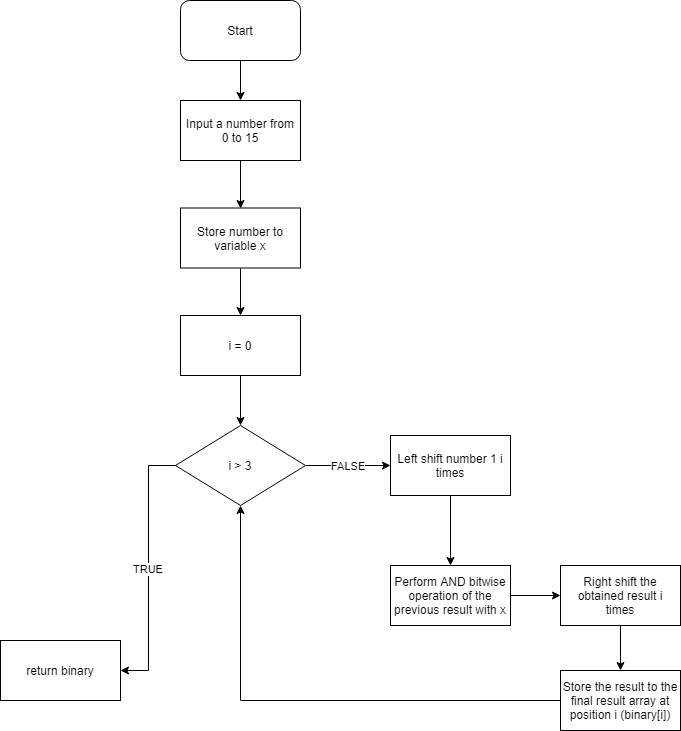 Start
Input a number from
0 to 15
Store number to
variable x
i = 0
i > 3
FALSE
Left shift number 1 i
times
Perform AND bitwise
operation of the
previous result with x
Right shift the
obtained result i
times
Store the result to the
final result array at
position i (binary[i])
TRUE
return binary